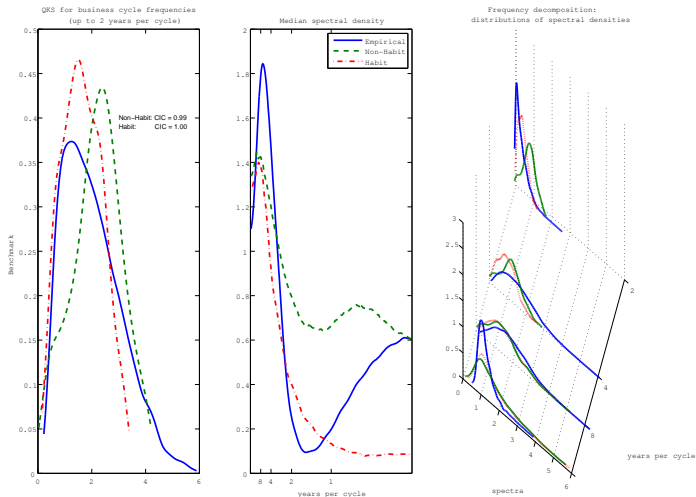 QKS for business cycle frequencies
(up to 2 years per cycle)
0.5
0.45
0.4
0.35
0.3
0.25
0.2
0.15
0.1
0.05
0
Benchmark
Non-Habit: CIC = 0.99
Habit: CIC = 1.00
0 2 4 6
Median spectral density
2
1.8
1.6
1.4
1.2
1
0.8
0.6
0.4
0.2
0
Empirical
Non-Habit
Habit
8 4 2 1
years per cycle
Frequency decomposition:
distributions of spectral densities
3
2.5
2
1.5
1
0.5
0
0 1 2 3 4 5 6
spectra
2
4
8
years per cycle